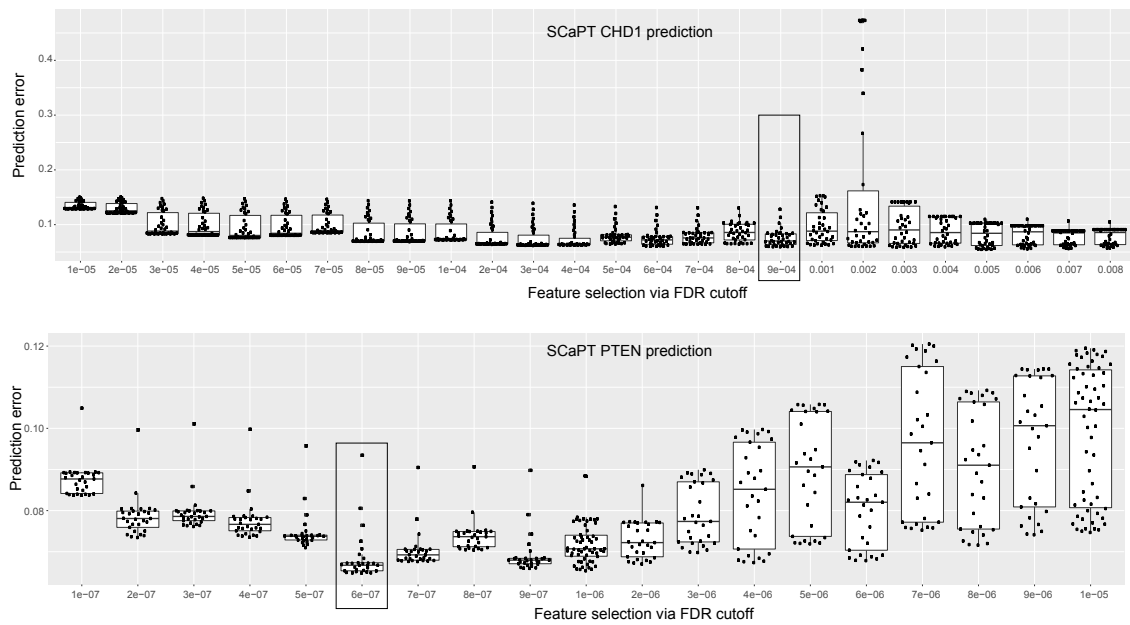 SCaPT CHD1 prediction
Prediction error
0.4
0.3
0.2
0.1
1e-05 2e-05 3e-05 4e-05 5e-05 6e-05 7e-05 8e-05 9e-05 1e-04 2e-04 3e-04 4e-04 5e-04 6e-04 7e-04 8e-04 9e-04 0.001 0.002 0.003 0.004 0.005 0.006 0.007 0.008
Feature selection via FDR cutoff
SCaPT PTEN prediction
Prediction error
0.12
0.10
0.08
1e-07 2e-07 3e-07 4e-07 5e-07 6e-07 7e-07 8e-07 9e-07 1e-06 2e-06 3e-06 4e-06 5e-06 6e-06 7e-06 8e-06 9e-06 1e-05
Feature selection via FDR cutoff